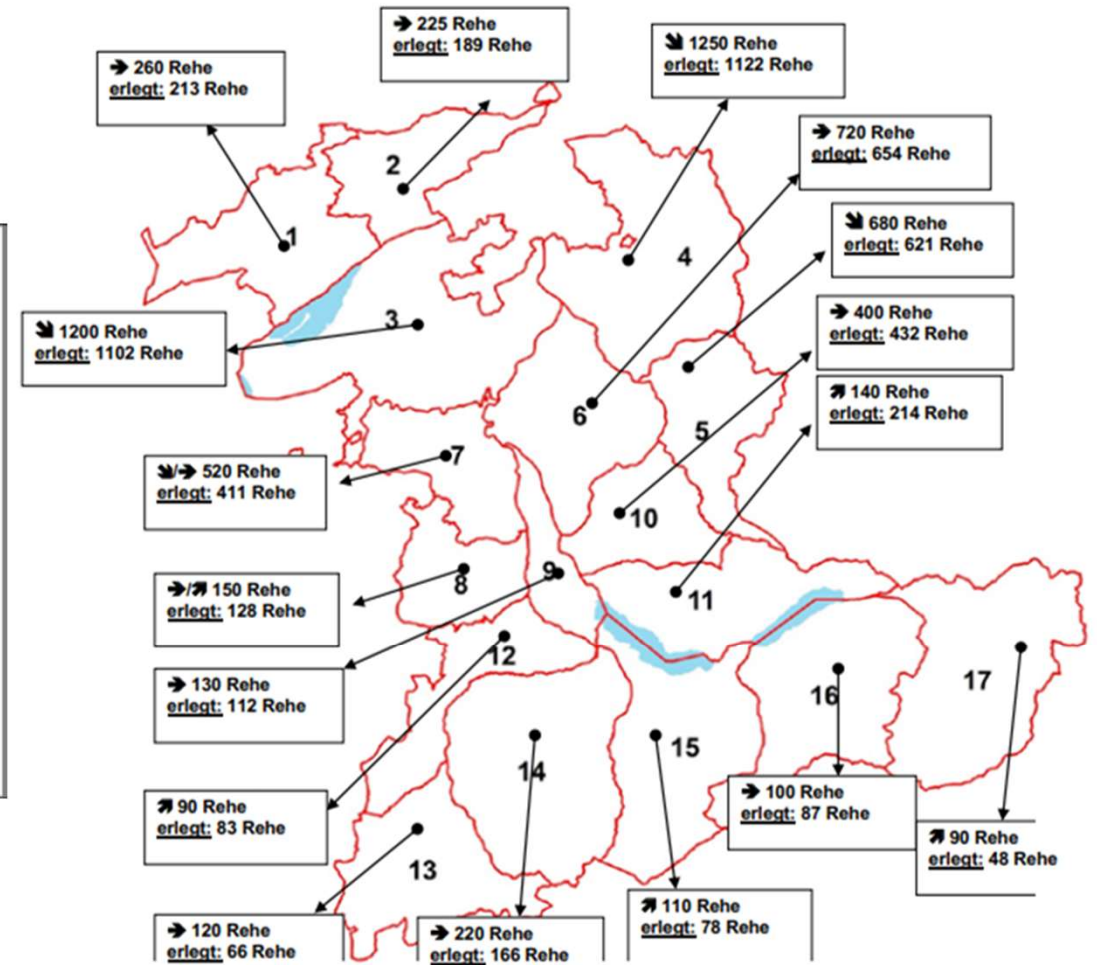 ➔ 225 Rehe
erlegt: 189 Rehe
➘ 1250 Rehe
erlegt: 1122 Rehe
➔ 260 Rehe
erlegt: 213 Rehe
➔ 720 Rehe
erlegt: 654 Rehe
2
1
4
➘ 680 Rehe
erlegt: 621 Rehe
➘ 1200 Rehe
erlegt: 1102 Rehe
3
➔ 400 Rehe
erlegt: 432 Rehe
6
5
➚ 140 Rehe
erlegt: 214 Rehe
7
➘/➔ 520 Rehe
erlegt: 411 Rehe
10
8
9
11
➔/➚ 150 Rehe
erlegt: 128 Rehe
12
➔ 130 Rehe
erlegt: 112 Rehe
16
17
15
14
➚ 90 Rehe
erlegt: 83 Rehe
➔ 100 Rehe
erlegt: 87 Rehe
13
➚ 90 Rehe
erlegt: 48 Rehe
➔ 120 Rehe
erlegt: 66 Rehe
➔ 220 Rehe
erlegt: 166 Rehe
➚ 110 Rehe
erlegt: 78 Rehe